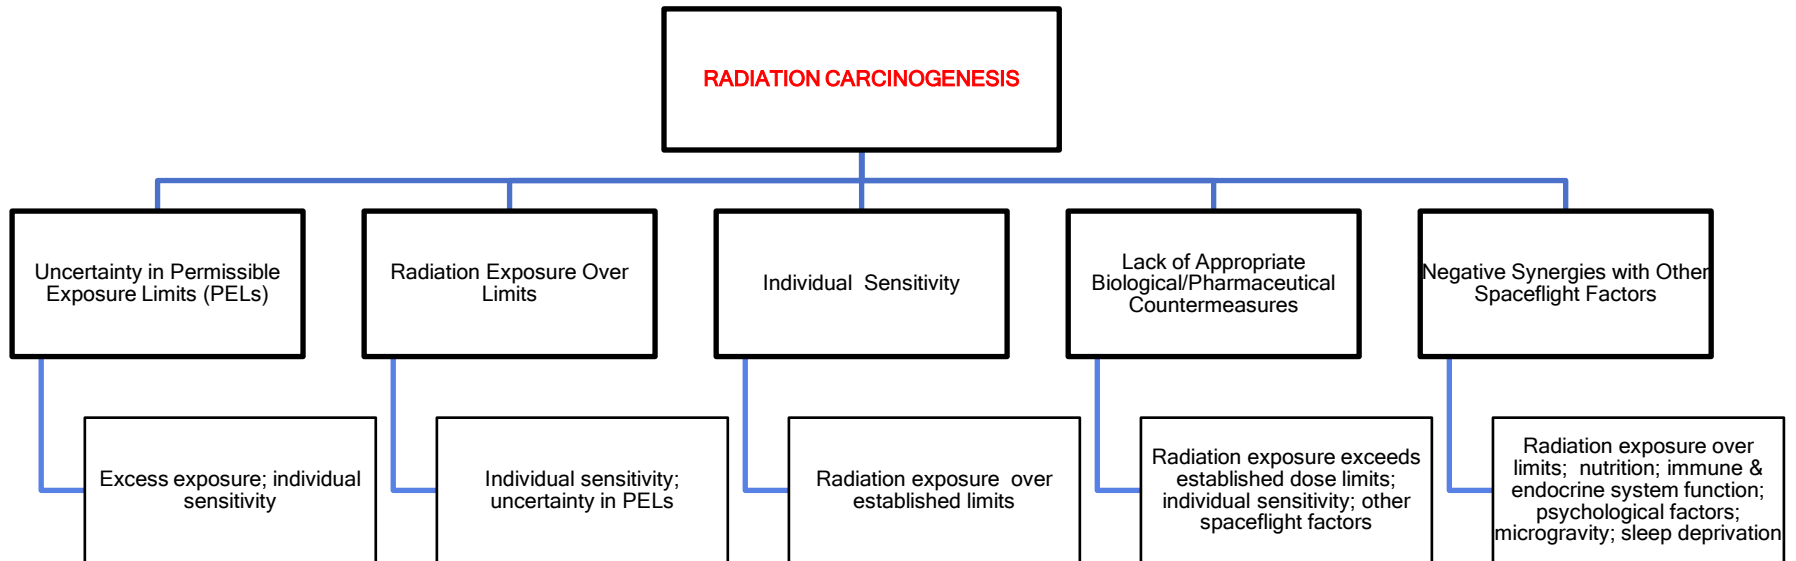 RADIATION CARCINOGENESIS
Uncertainty in Permissible
Exposure Limits (PELs)
Radiation Exposure Over
Limits
Individual Sensitivity
Lack of Appropriate
Biological/Pharmaceutical
Countermeasures
Negative Synergies with Other
Spaceflight Factors
Excess exposure; individual
sensitivity
Individual sensitivity;
uncertainty in PELs
Radiation exposure over
established limits
Radiation exposure exceeds
established dose limits;
individual sensitivity; other
spaceflight factors
Radiation exposure over
limits; nutrition; immune &
endocrine system function;
psychological factors;
microgravity; sleep deprivation